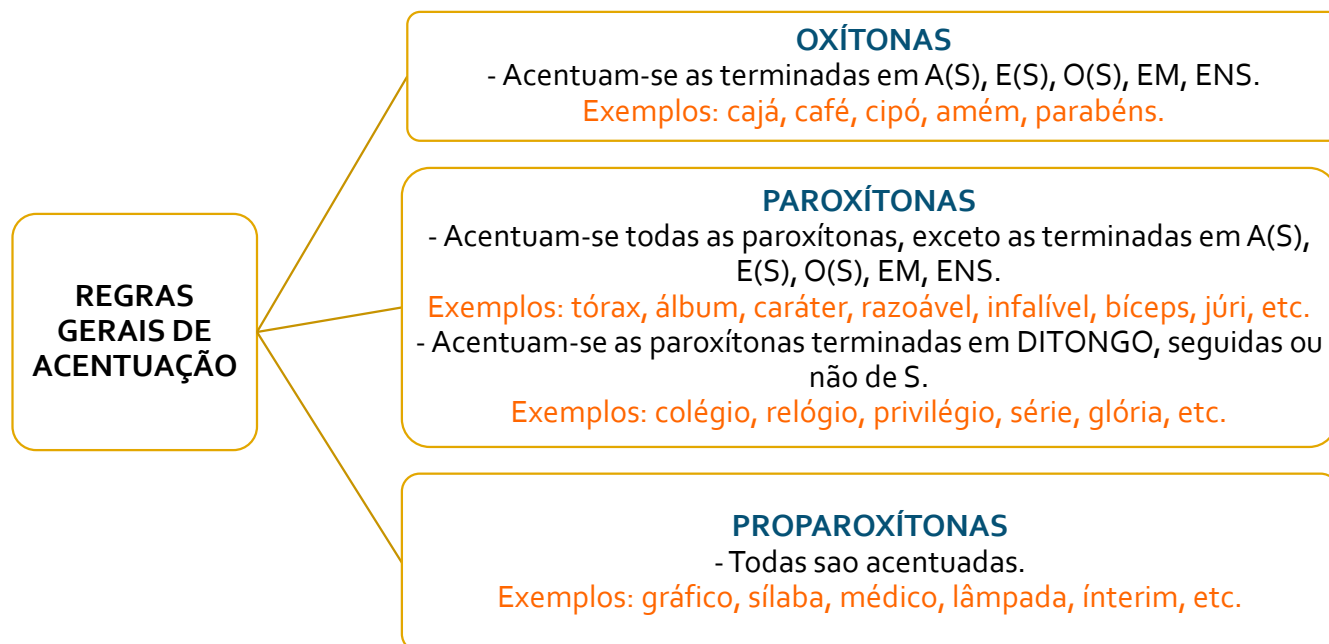 REGRAS
GERAIS DE
ACENTUAÇÃO
OXÍTONAS
- Acentuam-se as terminadas em A(S), E(S), O(S), EM, ENS.
Exemplos: cajá, café, cipó, amém, parabéns.
PAROXÍTONAS
- Acentuam-se todas as paroxítonas, exceto as terminadas em A(S),
E(S), O(S), EM, ENS.
Exemplos: tórax, álbum, caráter, razoável, infalível, bíceps, júri, etc.
- Acentuam-se as paroxítonas terminadas em DITONGO, seguidas ou
não de S.
Exemplos: colégio, relógio, privilégio, série, glória, etc.
PROPAROXÍTONAS
- Todas sao acentuadas.
Exemplos: gráfico, sílaba, médico, lâmpada, ínterim, etc.